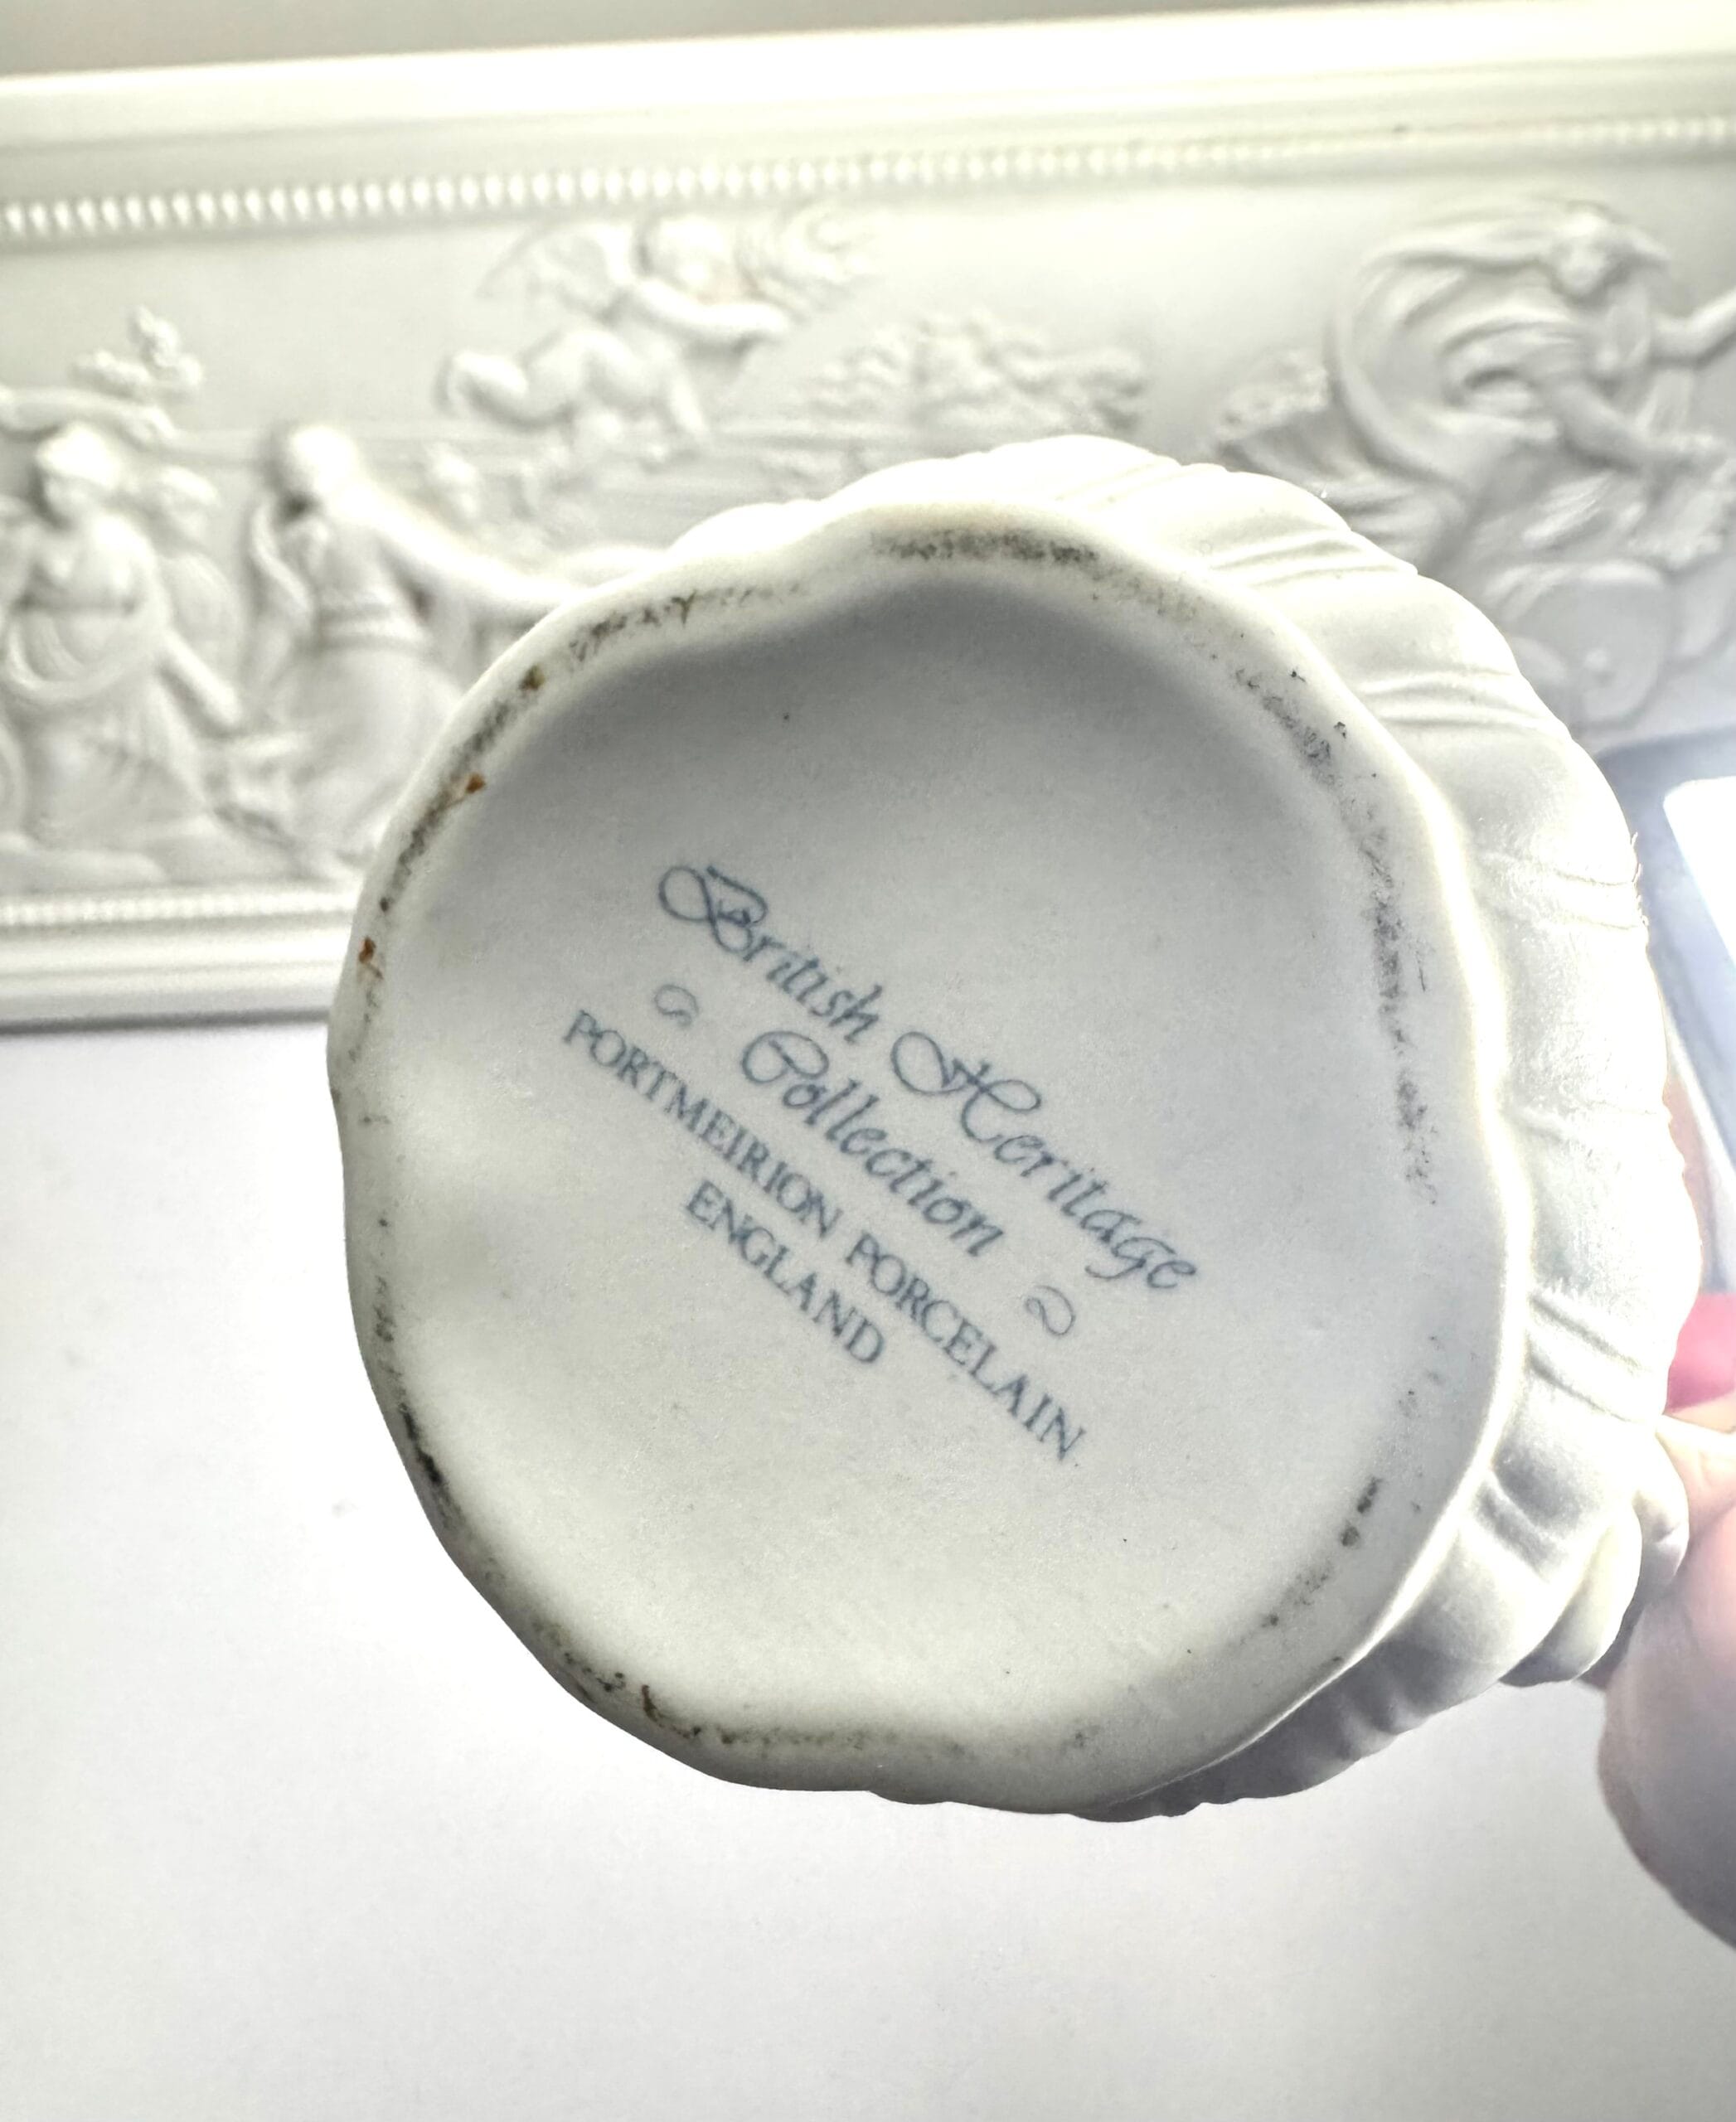 British Heritage
Collection
PORTMEIRION PORCELAIN
ENGLAND